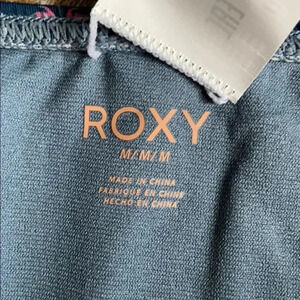 ROXY
M/M/M
MADE IN CHINA
FABRIQUÉ EN CHINE
HECHO EN CHINA